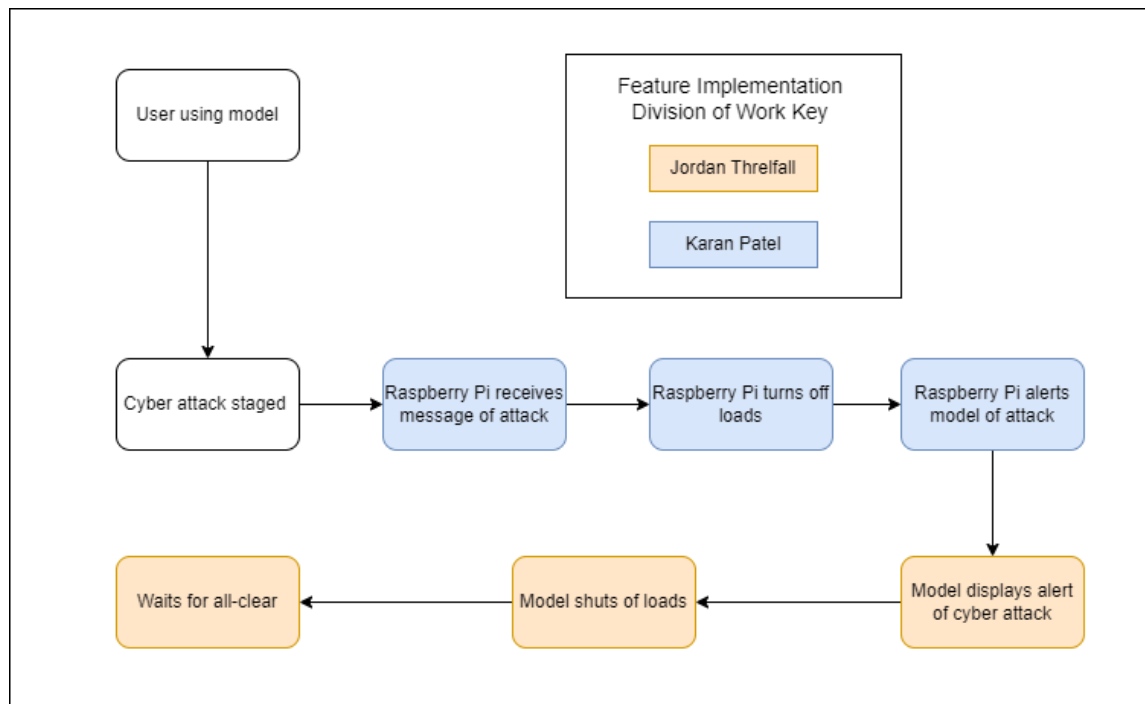 User using model
Feature Implementation
Division of Work Key
Jordan Threlfall
Karan Patel
Cyber attack staged
Raspberry Pi receives
message of attack
Raspberry Pi turns off
loads
Raspberry Pi alerts
model of attack
Waits for all-clear
Model shuts of loads
Model displays alert
of cyber attack